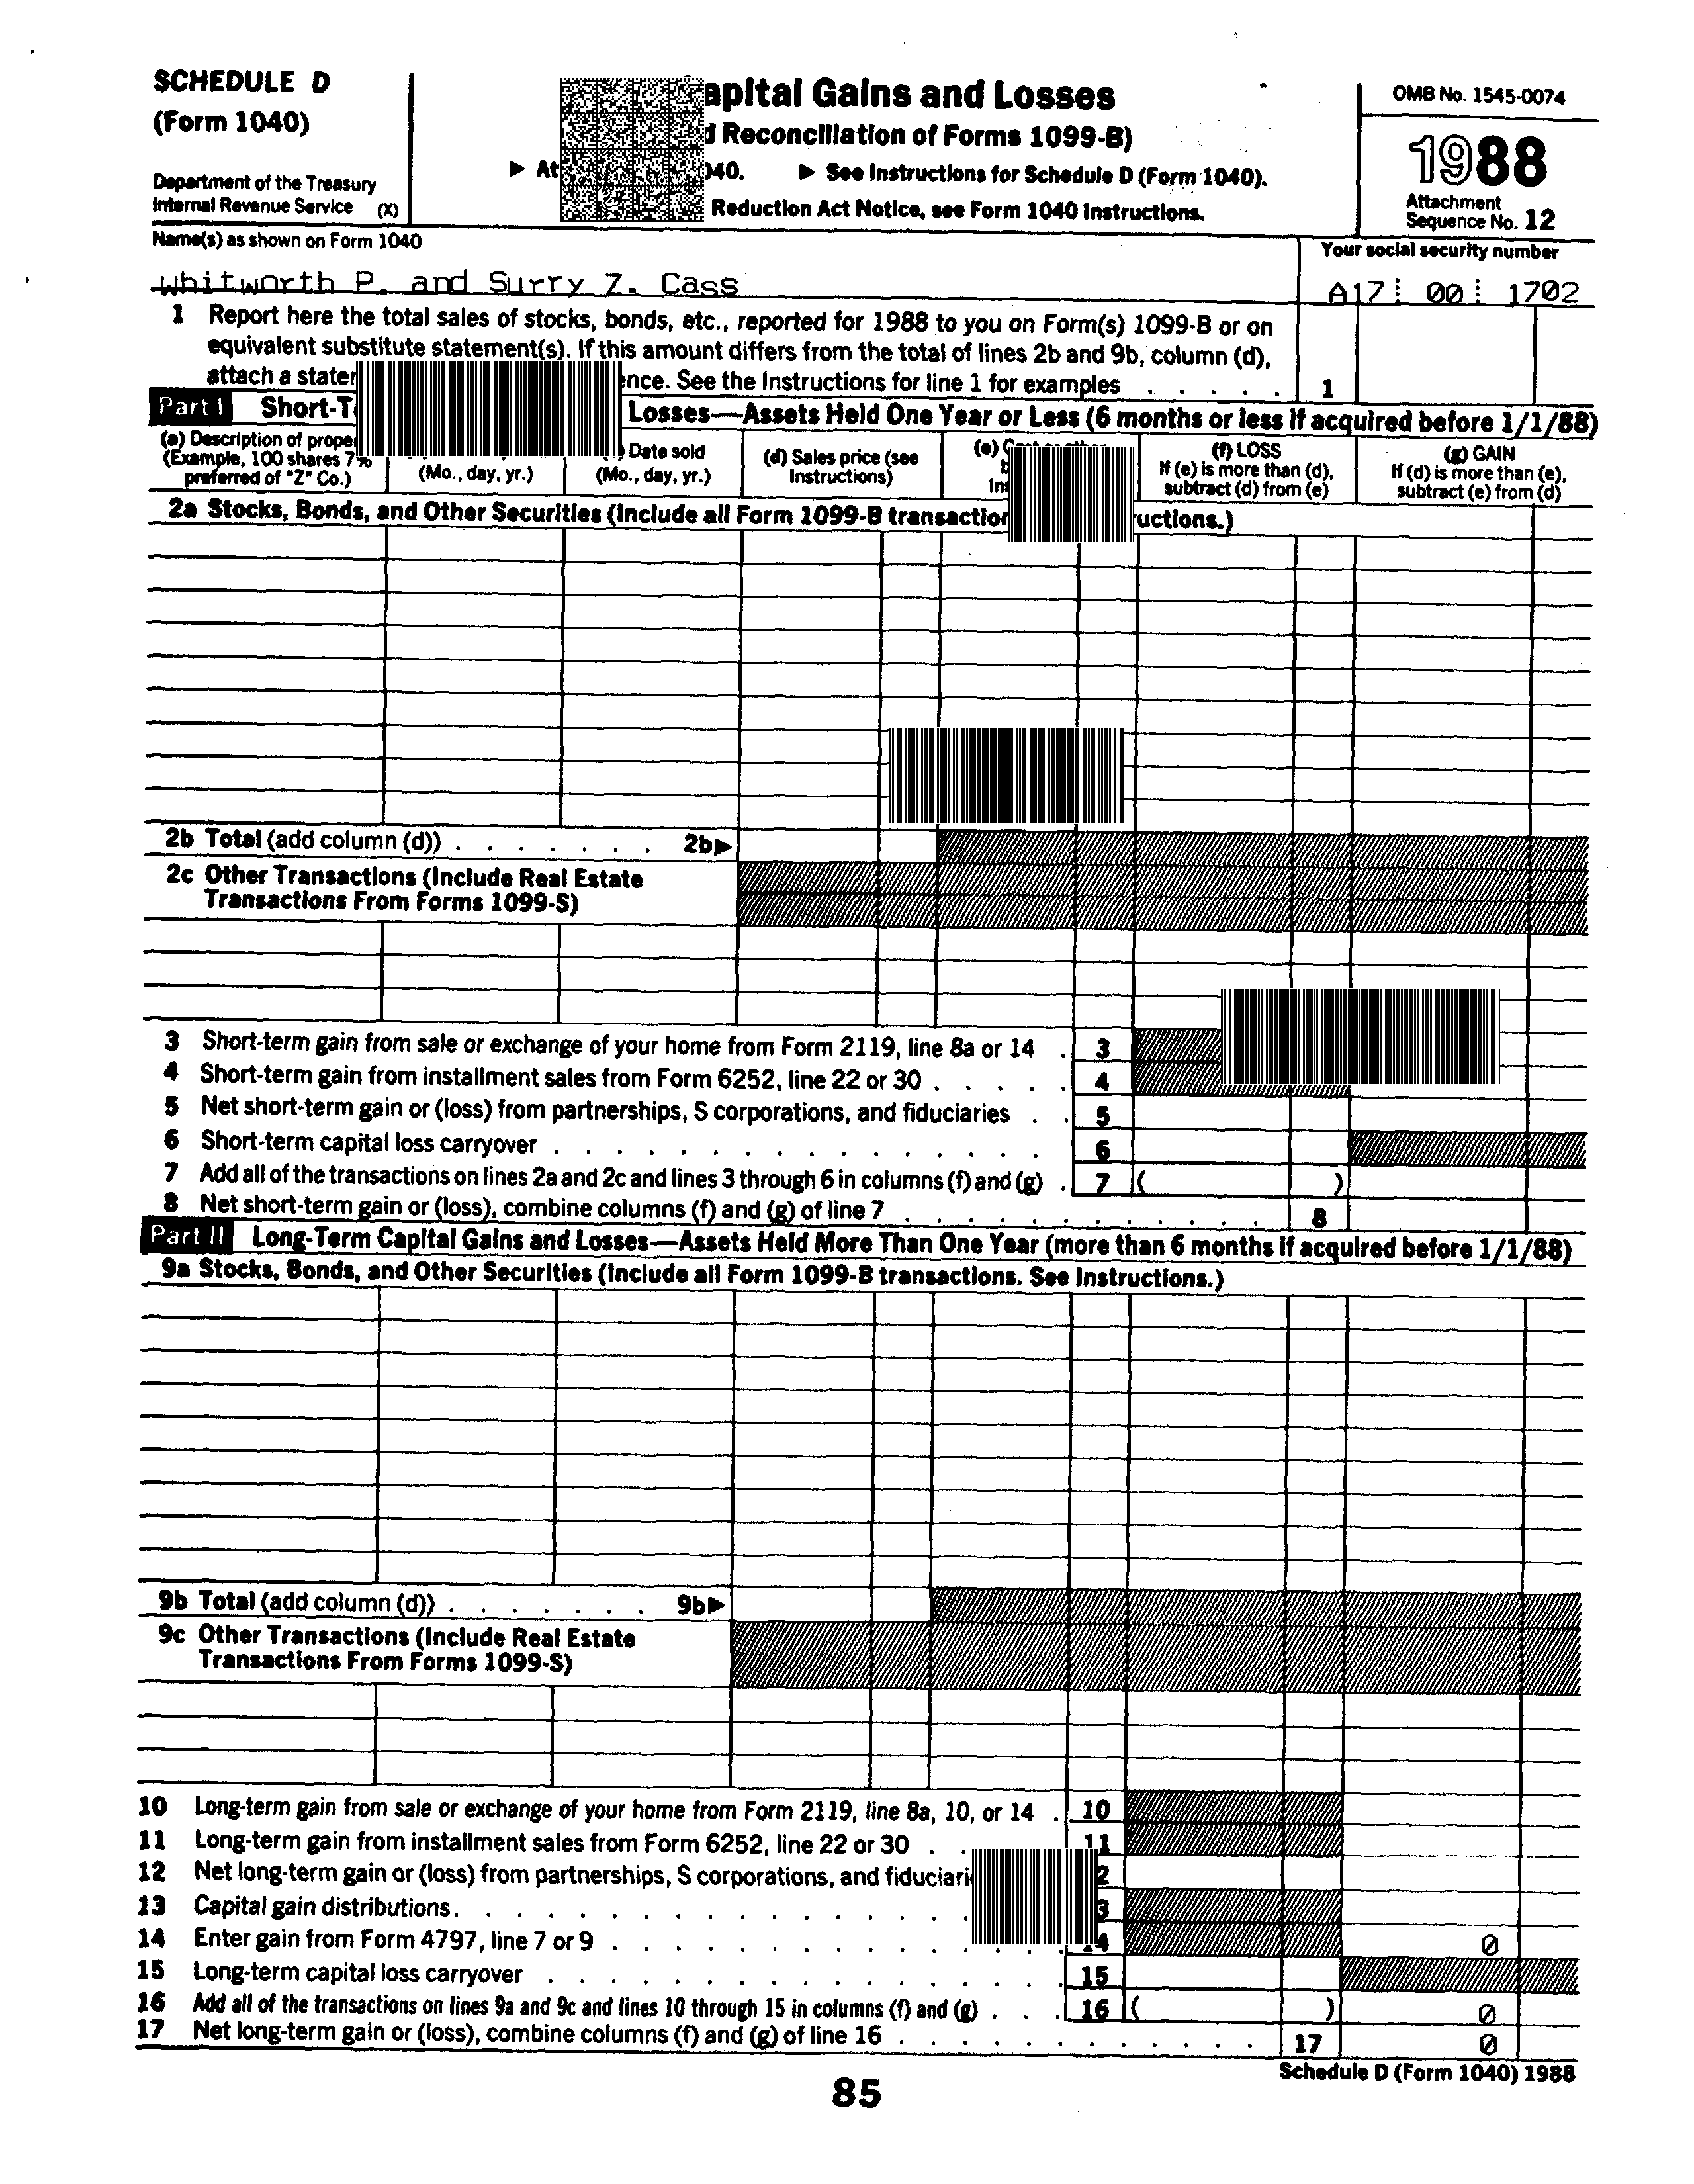 SCHEDULE D
(Form 1040)
Department of the Treasury
Internal Revenue Service (X)
apital Gains and Losses
d Reconciliation of Forms 1099-B)
▶ At 040. ▶ See Instructions for Schedule D (Form 1040).
Reduction Act Notice, see Form 1040 Instructions.
OMB No. 1545-0074
1988
Attachment
Sequence No. 12
Name(s) as shown on Form 1040
Your social security number
Whitworth P. and Surry Z. Cass
A17 00 1702
1 Report here the total sales of stocks, bonds, etc., reported for 1988 to you on Form(s) 1099-B or on
equivalent substitute statement(s). If this amount differs from the total of lines 2b and 9b, column (d),
attach a ence. See the Instructions for line 1 for examples . . . . . 1
Part I Short-T Losses—Assets Held One Year or Less (6 months or less if acquired before 1/1/88)
(a) Description of
(Example, 100 shares 7%
preferred of "Z" Co.)
(Mo., day, yr.)
Date sold
(Mo., day, yr.)
(d) Sales price (see
Instructions)
(e)
(f) LOSS
If (e) is more than (d),
subtract (d) from (e)
(g) GAIN
If (d) is more than (e),
subtract (e) from (d)
2a Stocks, Bonds, and Other Securities (Include all Form 1099-B uctions.)
2b Total (add column (d)) . . . . . . . 2b▶
2c Other Transactions (Include Real Estate
Transactions From Forms 1099-S)
3 Short-term gain from sale or exchange of your home from Form 2119, line 8a or 14 . 3
4 Short-term gain from installment sales from Form 6252, line 22 or 30 . . . . . 4
5 Net short-term gain or (loss) from partnerships, S corporations, and fiduciaries . . 5
6 Short-term capital loss carryover . . . . . . . . . . . . . . . . . 6
7 Add all of the transactions on lines 2a and 2c and lines 3 through 6 in columns (f) and (g) . 7 ( )
8 Net short-term gain or (loss), combine columns (f) and (g) of line 7 . . . . . . . . . . . . 8
Part II Long-Term Capital Gains and Losses—Assets Held More Than One Year (more than 6 months if acquired before 1/1/88)
9a Stocks, Bonds, and Other Securities (Include all Form 1099-B transactions. See Instructions.)
9b Total (add column (d)) . . . . . . . 9b▶
9c Other Transactions (Include Real Estate
Transactions From Forms 1099-S)
10 Long-term gain from sale or exchange of your home from Form 2119, line 8a, 10, or 14 . 10
11 Long-term gain from installment sales from Form 6252, line 22 or 30 . . 11
12 Net long-term gain or (loss) from partnerships, S corporations, and fiduciari 2
13 Capital gain distributions. . . . . . . . . . . . . . . . . 3
14 Enter gain from Form 4797, line 7 or 9 . . . . . . . . . . . . . . . 4 0
15 Long-term capital loss carryover . . . . . . . . . . . . . . . . . 15
16 Add all of the transactions on lines 9a and 9c and lines 10 through 15 in columns (f) and (g) . . . 16 ( ) 0
17 Net long-term gain or (loss), combine columns (f) and (g) of line 16 . . . . . . . . . . . . 17 0
Schedule D (Form 1040) 1988
85